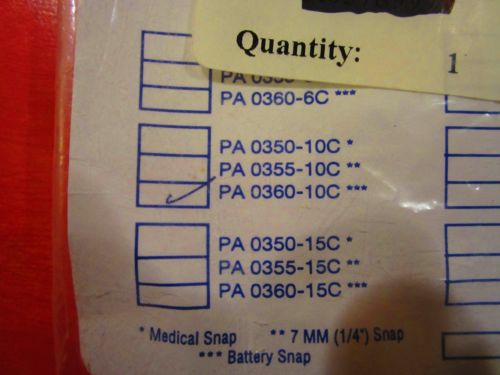 Quantity:
1
PA 0360-6C ***
PA 0350-10C *
PA 0355-10C **
PA 0360-10C ***
PA 0350-15C *
PA 0355-15C **
PA 0360-15C ***
* Medical Snap ** 7 MM (1/4") Snap
*** Battery Snap